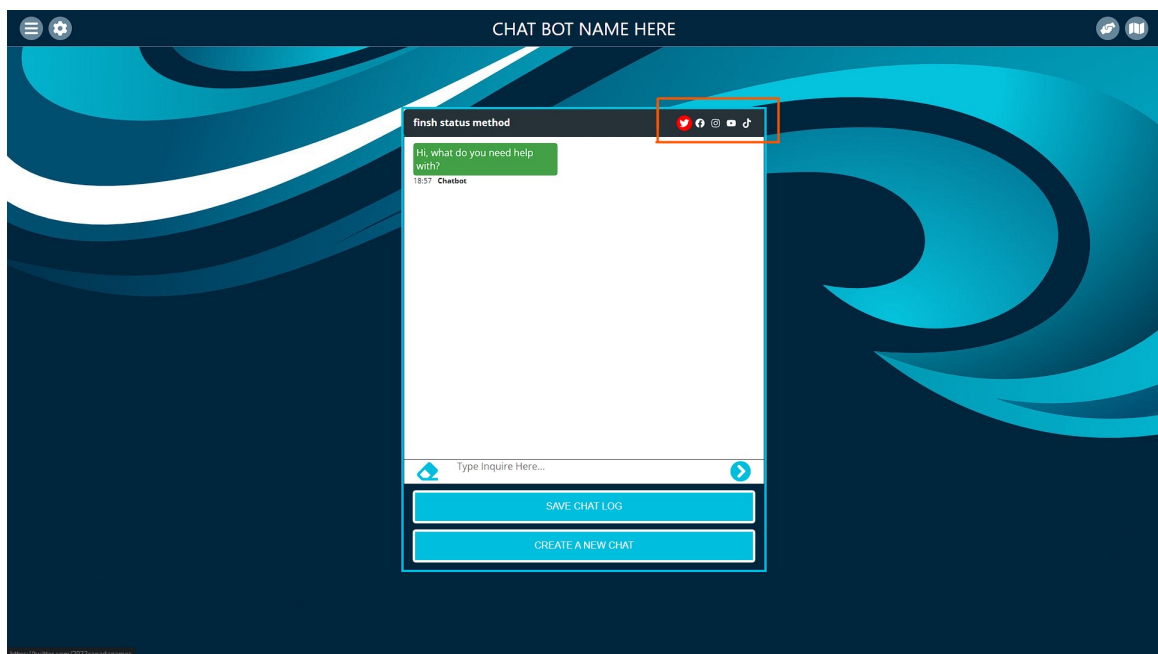 CHAT BOT NAME HERE
finsh status method
Hi, what do you need help
with?
18:57 Chatbot
Type Inquire Here...
SAVE CHAT LOG
CREATE A NEW CHAT